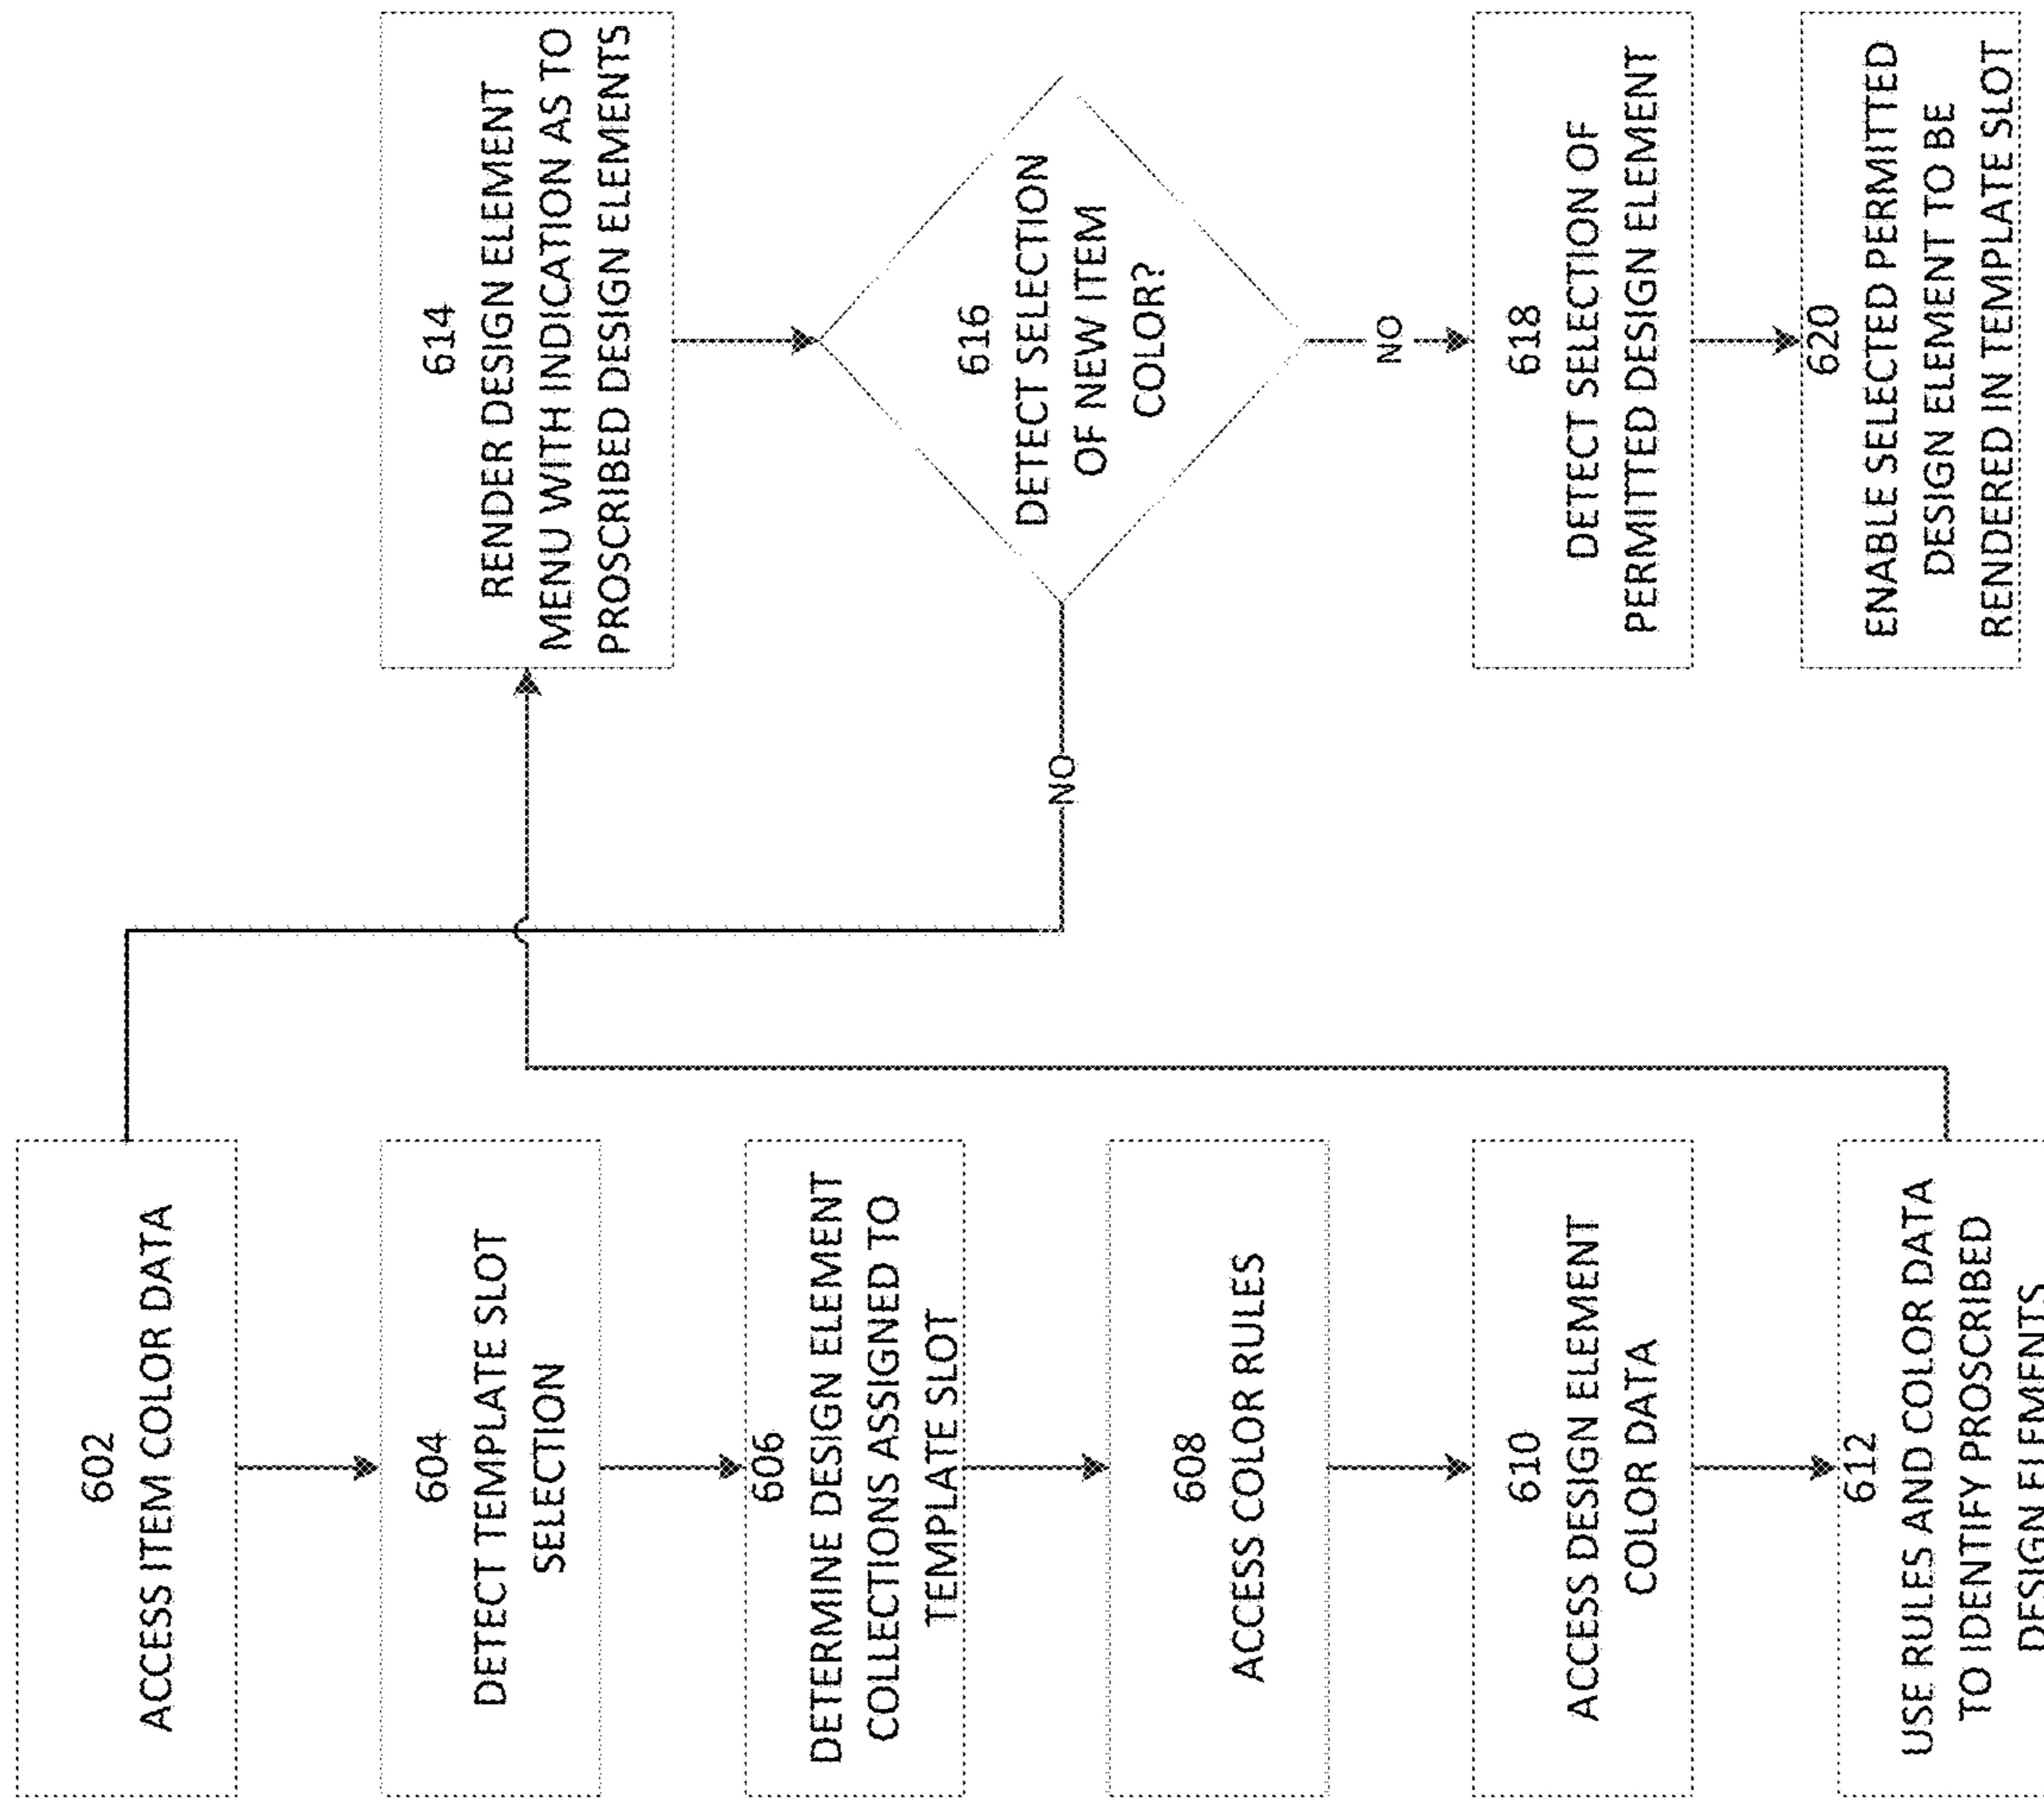 602
ACCESS ITEM COLOR DATA
604
DETECT TEMPLATE SLOT
SELECTION
606
DETERMINE DESIGN ELEMENT
COLLECTIONS ASSIGNED TO
TEMPLATE SLOT
608
ACCESS COLOR RULES
610
ACCESS DESIGN ELEMENT
COLOR DATA
612
USE RULES AND COLOR DATA
TO IDENTIFY PROSCRIBED
DESIGN ELEMENTS
614
RENDER DESIGN ELEMENT
MENU WITH INDICATION AS TO
PROSCRIBED DESIGN ELEMENTS
616
DETECT SELECTION
OF NEW ITEM
COLOR?
NO
NO
618
DETECT SELECTION OF
PERMITTED DESIGN ELEMENT
620
ENABLE SELECTED PERMITTED
DESIGN ELEMENT TO BE
RENDERED IN TEMPLATE SLOT